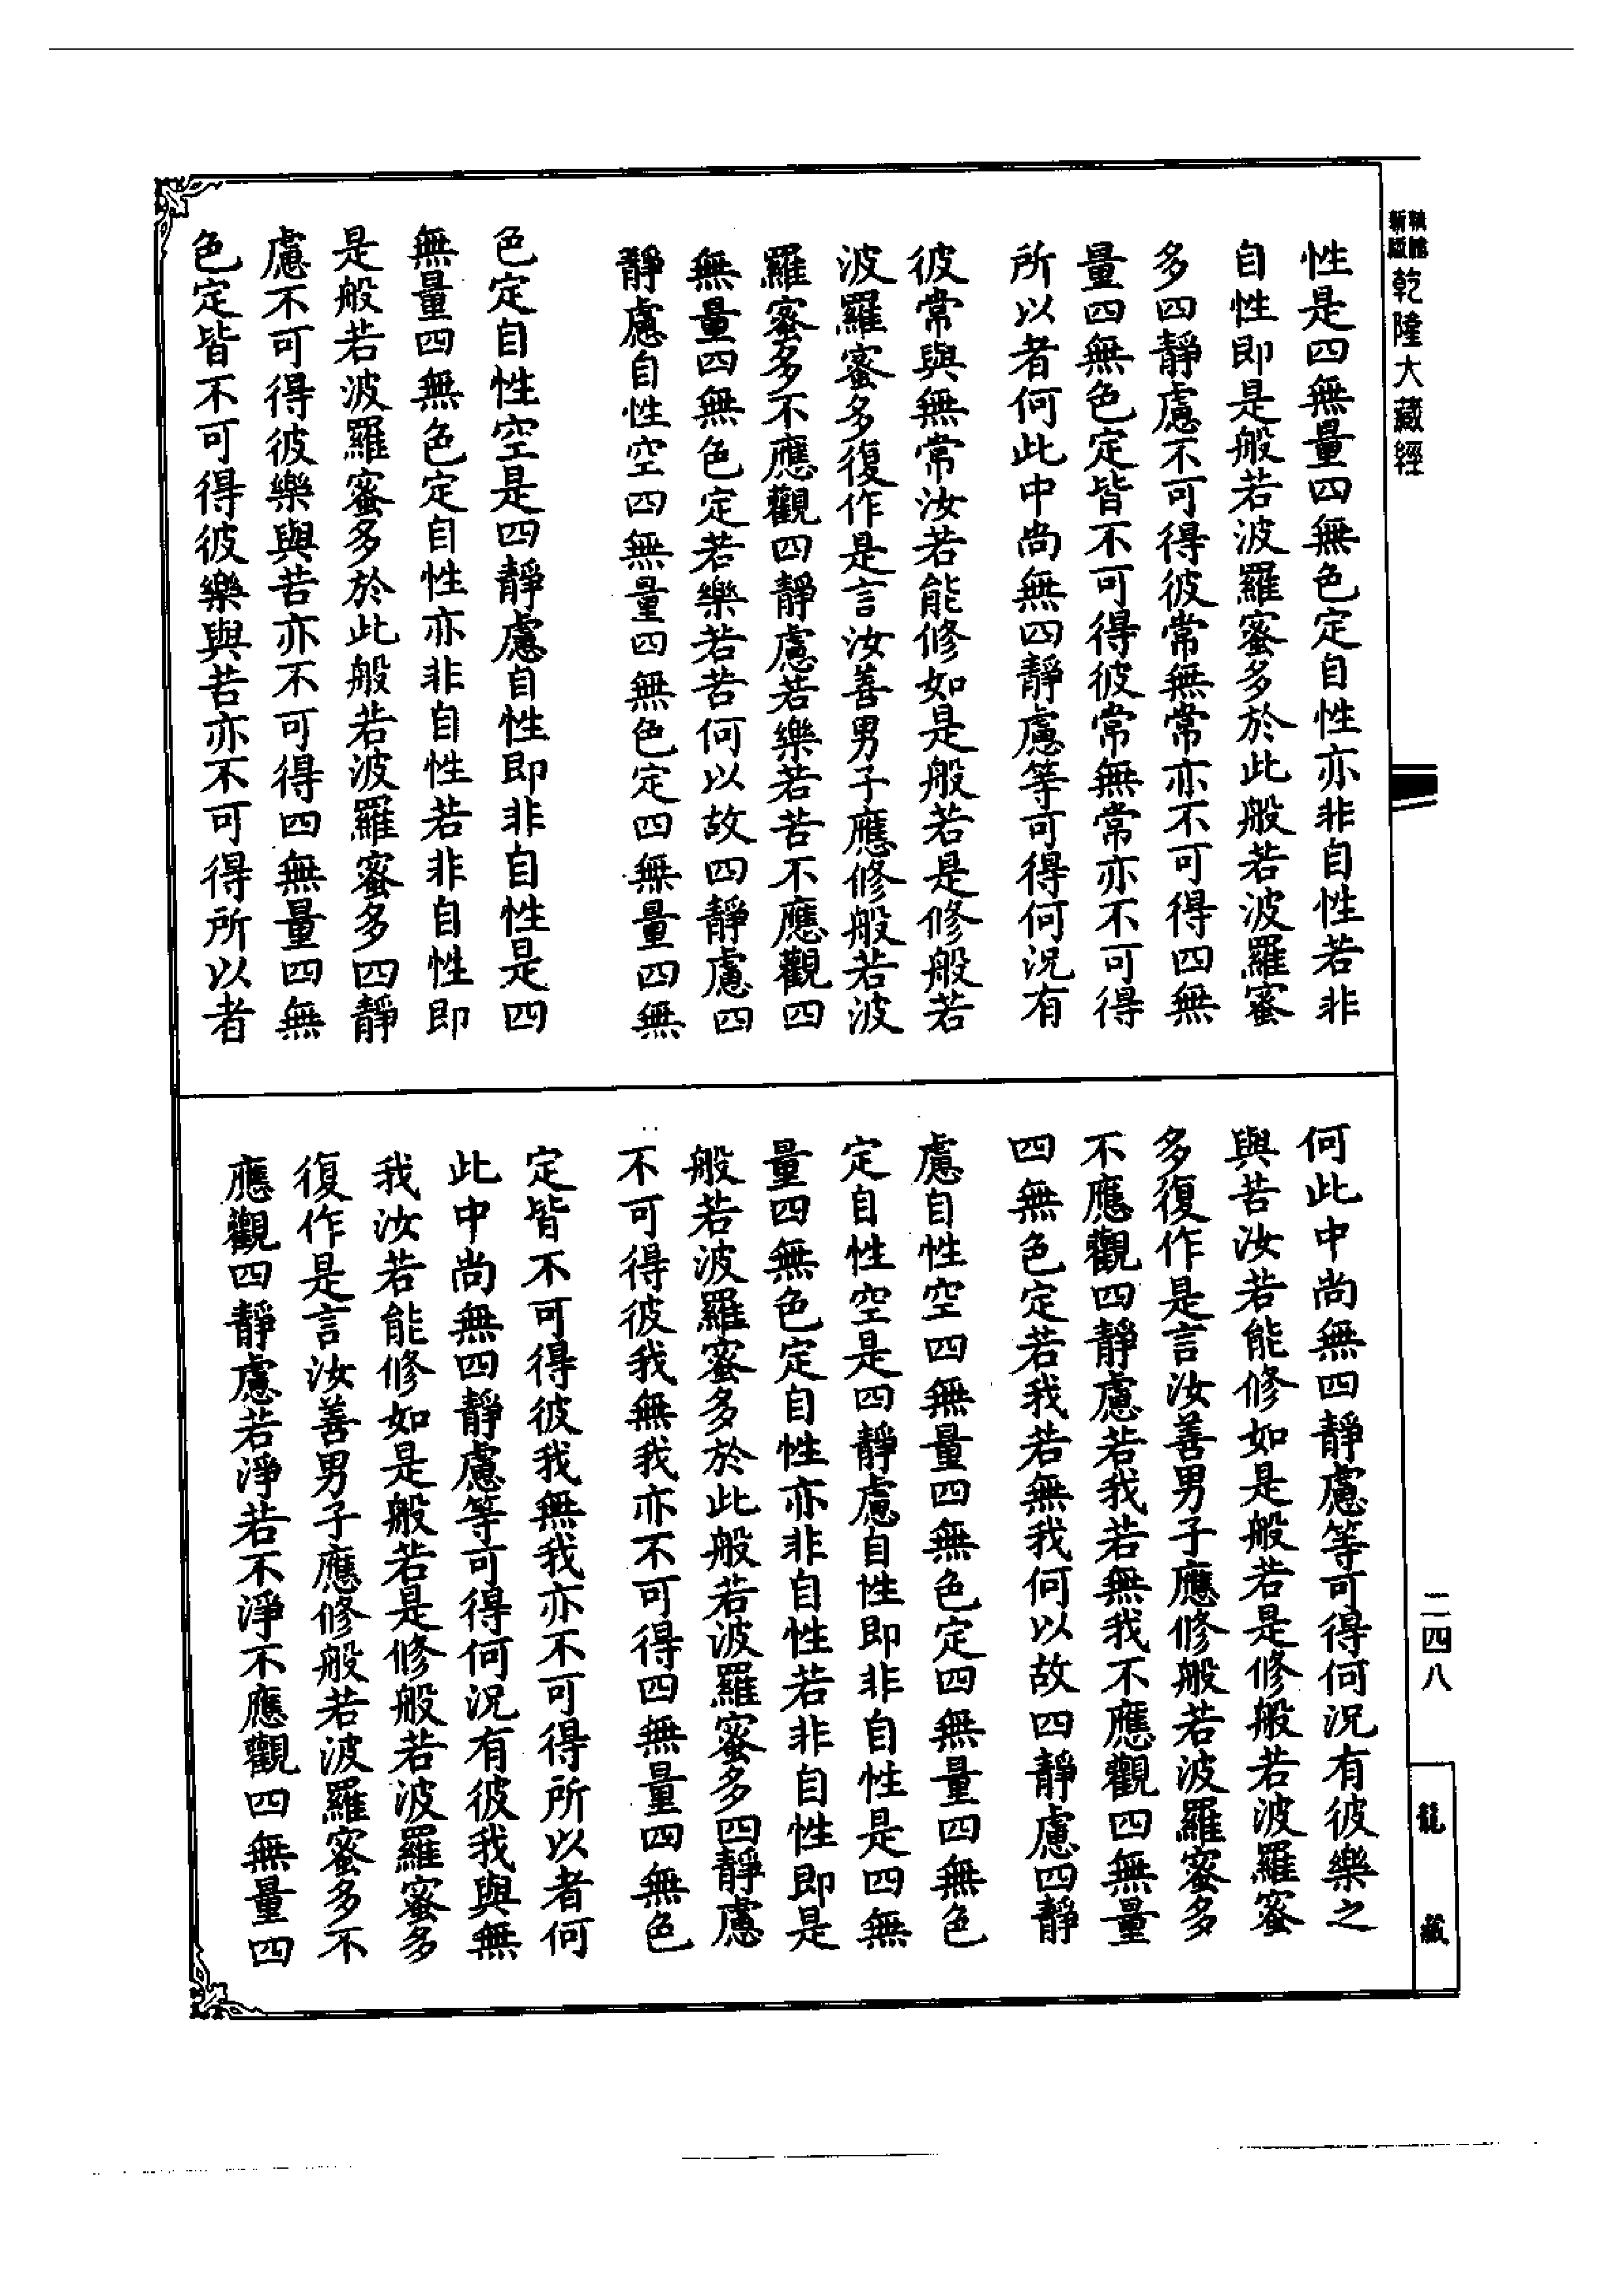 乾隆大藏經
性是四無量四無色定自性亦非自性若非
自性即是般若波羅蜜多於此般若波羅蜜
多四靜慮不可得彼常無常亦不可得四無
量四無色定皆不可得彼常無常亦不可得
所以者何此中尚無四靜慮等可得何況有
彼常與無常汝若能修如是般若是修般若
波羅蜜多復作是言汝善男子應修般若波
羅蜜多不應觀四靜慮若樂若苦不應觀四
無量四無色定若樂若苦何以故四靜慮四
靜慮自性空四無量四無色定四無量四無
色定自性空是四靜慮自性即非自性是四
無量四無色定自性亦非自性若非自性即
是般若波羅蜜多於此般若波羅蜜多四靜
慮不可得彼樂與苦亦不可得四無量四無
色定皆不可得彼樂與苦亦不可得所以者
何此中尚無四靜慮等可得何況有彼樂之
與苦汝若能修如是般若是修般若波羅蜜
多復作是言汝善男子應修般若波羅蜜多
不應觀四靜慮若我若無我不應觀四無量
四無色定若我若無我何以故四靜慮四靜
慮自性空四無量四無色定四無量四無色
定自性空是四靜慮自性即非自性是四無
量四無色定自性亦非自性若非自性即是
般若波羅蜜多於此般若波羅蜜多四靜慮
不可得彼我無我亦不可得四無量四無色
定皆不可得彼我無我亦不可得所以者何
此中尚無四靜慮等可得何況有彼我與無
我汝若能修如是般若是修般若波羅蜜多
復作是言汝善男子應修般若波羅蜜多不
應觀四靜慮若淨若不淨不應觀四無量四
二四八
龍藏